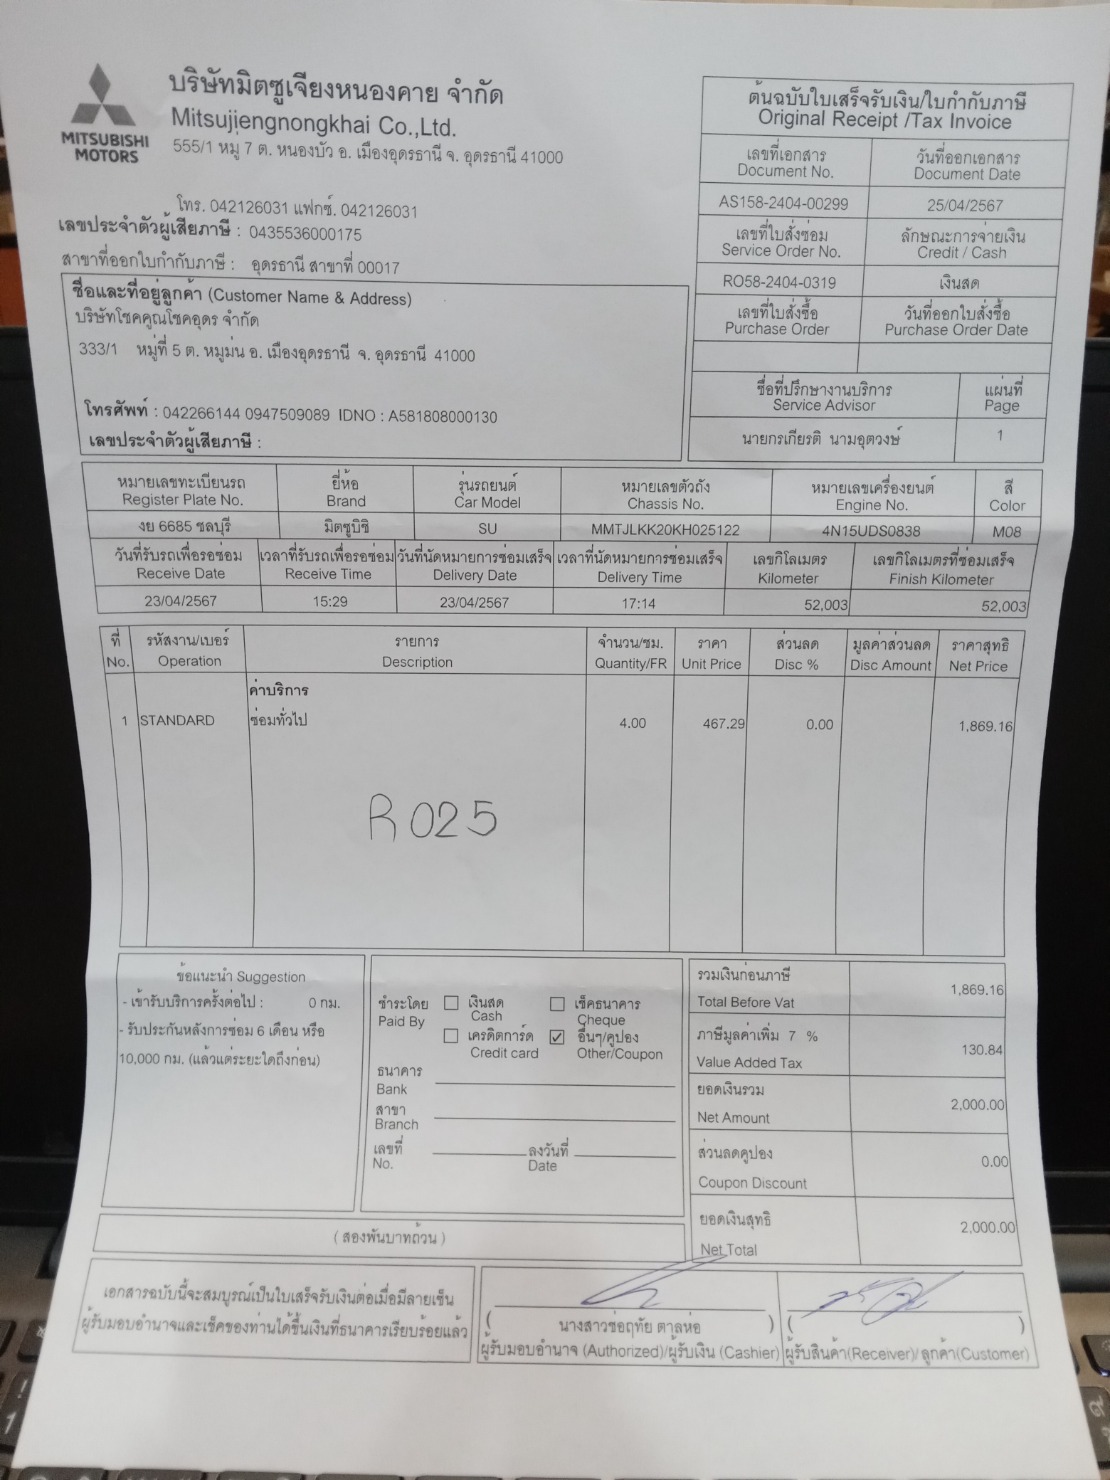 MITSUBISHI
MOTORS
บริษัทมิตซูเจียงหนองคาย จำกัด
Mitsujiengnongkhai Co.,Ltd.
555/1 หมู่ 7 ต. หนองบัว อ. เมืองอุดรธานี จ. อุดรธานี 41000
โทร. 042126031 แฟกซ์. 042126031
เลขประจำตัวผู้เสียภาษี : 0435536000175
สาขาที่ออกใบกำกับภาษี : อุดรธานี สาขาที่ 00017
ต้นฉบับใบเสร็จรับเงิน/ใบกำกับภาษี
Original Receipt /Tax Invoice
เลขที่เอกสาร วันที่ออกเอกสาร
Document No. Document Date
AS158-2404-00299 25/04/2567
เลขที่ใบสั่งซ่อม ลักษณะการจ่ายเงิน
Service Order No. Credit / Cash
RO58-2404-0319 เงินสด
เลขที่ใบสั่งซื้อ วันที่ออกใบสั่งซื้อ
Purchase Order Purchase Order Date
ชื่อที่ปรึกษางานบริการ แผ่นที่
Service Advisor Page
นายกรเกียรติ นามอุตวงษ์ 1
ชื่อและที่อยู่ลูกค้า (Customer Name & Address)
บริษัทโชคคูณโชคอุดร จำกัด
333/1 หมู่ที่ 5 ต. หมูม่น อ. เมืองอุดรธานี จ. อุดรธานี 41000
โทรศัพท์ : 042266144 0947509089 IDNO : A581808000130
เลขประจำตัวผู้เสียภาษี :
หมายเลขทะเบียนรถ ยี่ห้อ รุ่นรถยนต์ หมายเลขตัวถัง หมายเลขเครื่องยนต์ สี
Register Plate No. Brand Car Model Chassis No. Engine No. Color
งย 6685 ชลบุรี มิตซูบิชิ SU MMTJLKK20KH025122 4N15UDS0838 M08
วันที่รับรถเพื่อรอซ่อม เวลาที่รับรถเพื่อรอซ่อม วันที่นัดหมายการซ่อมเสร็จ เวลาที่นัดหมายการซ่อมเสร็จ เลขกิโลเมตร เลขกิโลเมตรที่ซ่อมเสร็จ
Receive Date Receive Time Delivery Date Delivery Time Kilometer Finish Kilometer
23/04/2567 15:29 23/04/2567 17:14 52,003 52,003
ที่ รหัสงาน/เบอร์ รายการ จำนวน/ชม. ราคา ส่วนลด มูลค่าส่วนลด ราคาสุทธิ
No. Operation Description Quantity/FR Unit Price Disc % Disc Amount Net Price
ค่าบริการ
1 STANDARD ซ่อมทั่วไป 4.00 467.29 0.00 1,869.16
R025
ข้อแนะนำ Suggestion
- เข้ารับบริการครั้งต่อไป : 0 กม.
- รับประกันหลังการซ่อม 6 เดือน หรือ
10,000 กม. (แล้วแต่ระยะใดถึงก่อน)
ชำระโดย เงินสด เช็คธนาคาร
Paid By Cash Cheque
เครดิตการ์ด อื่นๆ/คูปอง
Credit card Other/Coupon
ธนาคาร
Bank
สาขา
Branch
เลขที่ ลงวันที่
No. Date
รวมเงินก่อนภาษี
Total Before Vat 1,869.16
ภาษีมูลค่าเพิ่ม 7 %
Value Added Tax 130.84
ยอดเงินรวม
Net Amount 2,000.00
ส่วนลดคูปอง
Coupon Discount 0.00
ยอดเงินสุทธิ
Net Total 2,000.00
( สองพันบาทถ้วน )
เอกสารฉบับนี้จะสมบูรณ์เป็นใบเสร็จรับเงินต่อเมื่อมีลายเซ็น
ผู้รับมอบอำนาจและเช็คของท่านได้ขึ้นเงินที่ธนาคารเรียบร้อยแล้ว
( นางสาวช่อฤทัย ตาลหอ ) ( )
ผู้รับมอบอำนาจ (Authorized)/ผู้รับเงิน (Cashier) ผู้รับสินค้า(Receiver)/ลูกค้า(Customer)